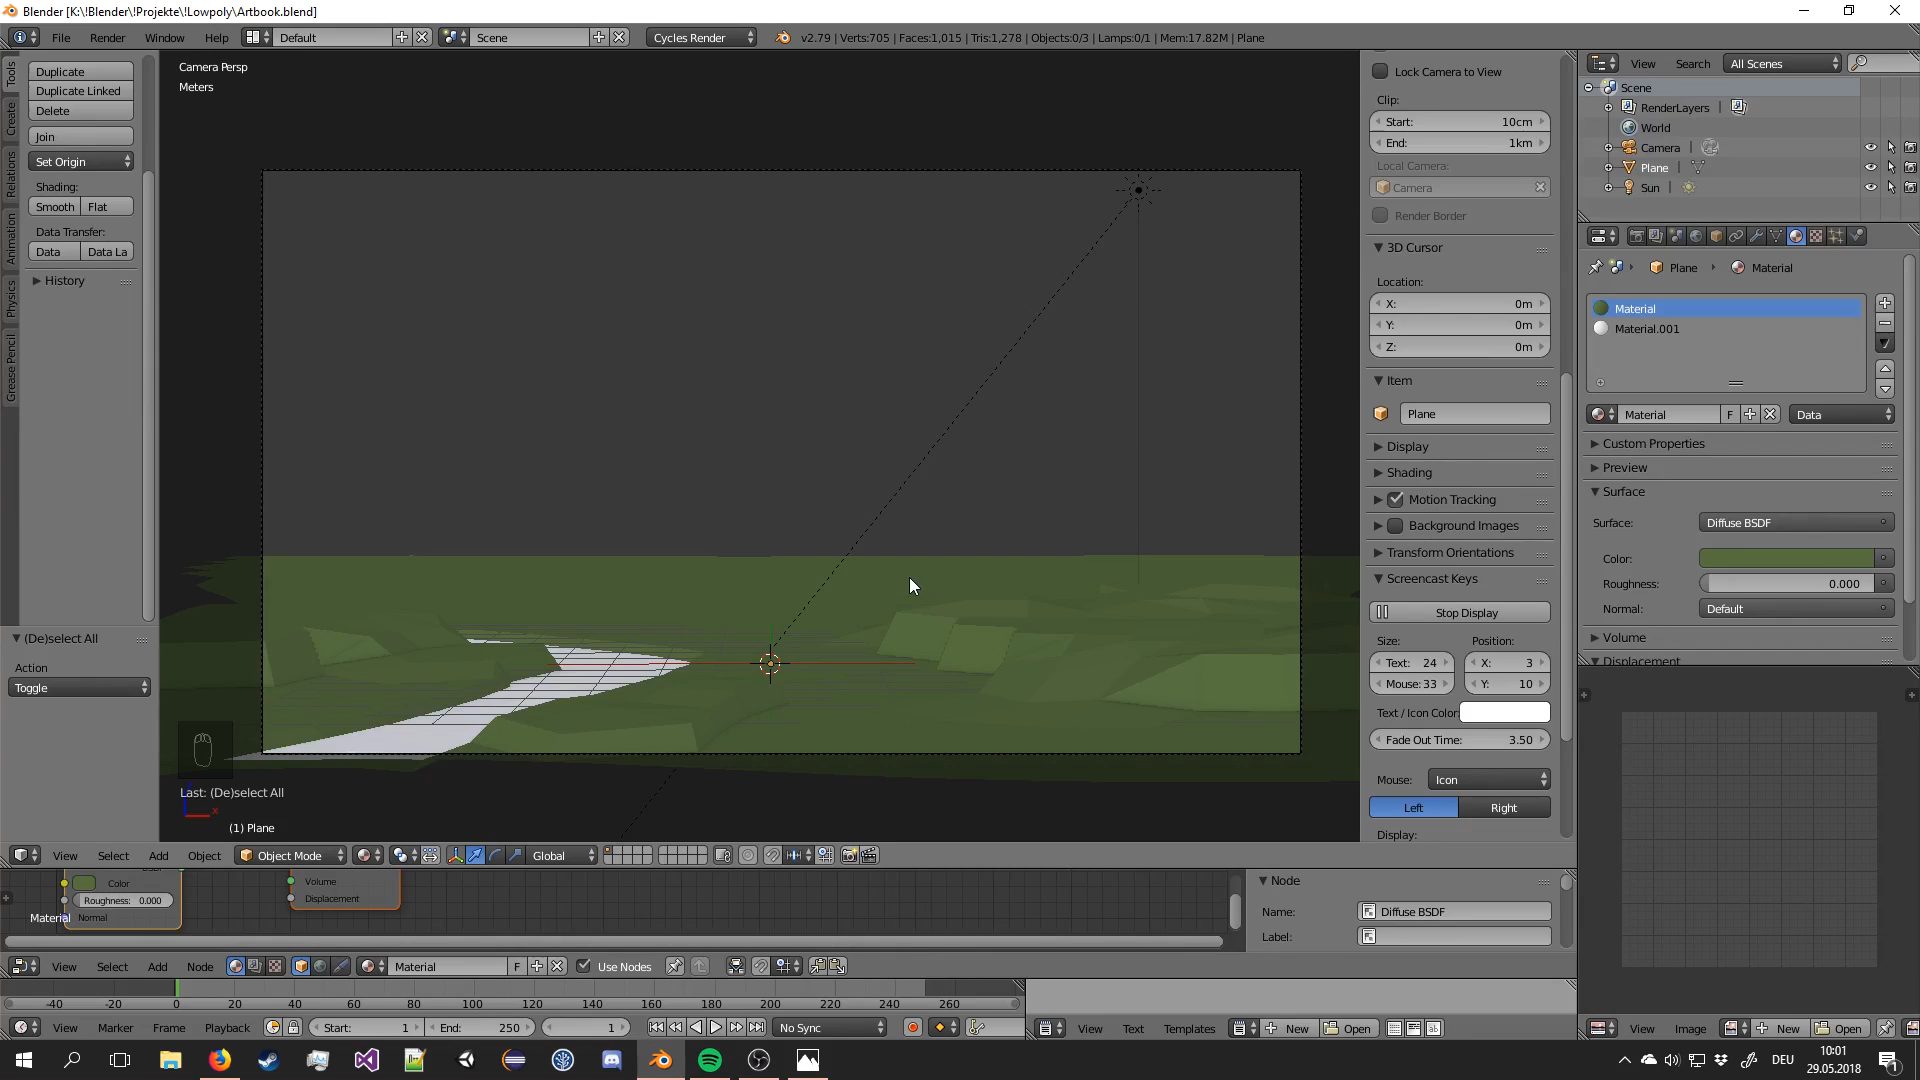 Blender [K:\!Blender\!Projekte\!Lowpoly\Artbook.blend]
File Render Window Help Default Scene Cycles Render v2.79 | Verts:705 | Faces:1,015 | Tris:1,278 | Objects:0/3 | Lamps:0/1 | Mem:17.82M | Plane
Tools
Create
Relations
Animation
Physics
Grease Pencil
Duplicate
Duplicate Linked
Delete
Join
Set Origin
Shading:
Smooth Flat
Data Transfer:
Data Data La
History
(De)select All
Action
Toggle
Camera Persp
Meters
Last: (De)select All
(1) Plane
Lock Camera to View
Clip:
Start: 10cm
End: 1km
Local Camera:
Camera
Render Border
3D Cursor
Location:
X: 0m
Y: 0m
Z: 0m
Item
Plane
Display
Shading
Motion Tracking
Background Images
Transform Orientations
Screencast Keys
Stop Display
Size: Position:
Text: 24 X: 3
Mouse: 33 Y: 10
Text / Icon Color:
Fade Out Time: 3.50
Mouse: Icon
Left Right
Display:
View Search All Scenes
Scene
RenderLayers
World
Camera
Plane
Sun
Plane Material
Material
Material.001
Material F Data
Custom Properties
Preview
Surface
Surface: Diffuse BSDF
Color:
Roughness: 0.000
Normal: Default
Volume
Displacement
View Select Add Object Object Mode Global
Color
Roughness: 0.000
Normal
Material
Volume
Displacement
Node
Name: Diffuse BSDF
Label:
View Select Add Node Material F Use Nodes
-40 -20 0 20 40 60 80 100 120 140 160 180 200 220 240 260
View Marker Frame Playback Start: 1 End: 250 1 No Sync
View Text Templates New Open
View Image New Open
DEU
10:01
29.05.2018
1